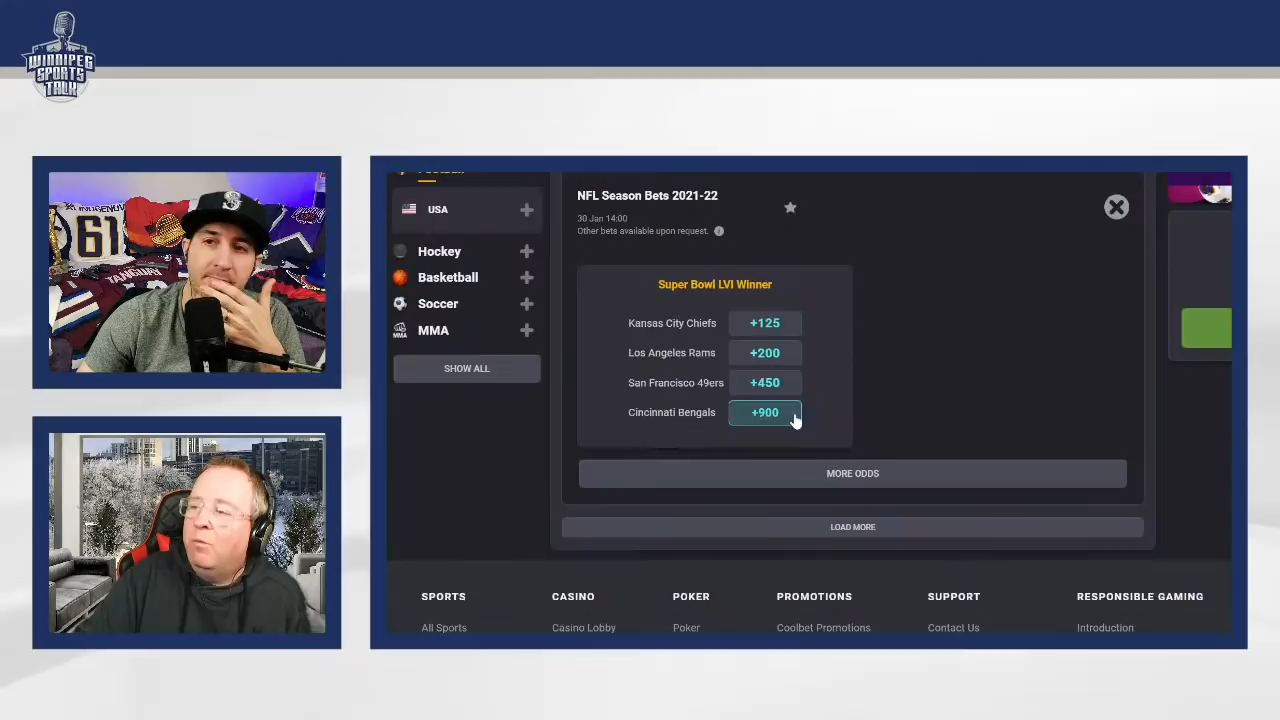 WINNIPEG
SPORTS
TALK
61
Football
USA
Hockey
Basketball
Soccer
MMA
SHOW ALL
NFL Season Bets 2021-22
30 Jan 14:00
Other bets available upon request.
Super Bowl LVI Winner
Kansas City Chiefs +125
Los Angeles Rams +200
San Francisco 49ers +450
Cincinnati Bengals +900
MORE ODDS
LOAD MORE
SPORTS CASINO POKER PROMOTIONS SUPPORT RESPONSIBLE GAMING
All Sports Casino Lobby Poker Coolbet Promotions Contact Us Introduction